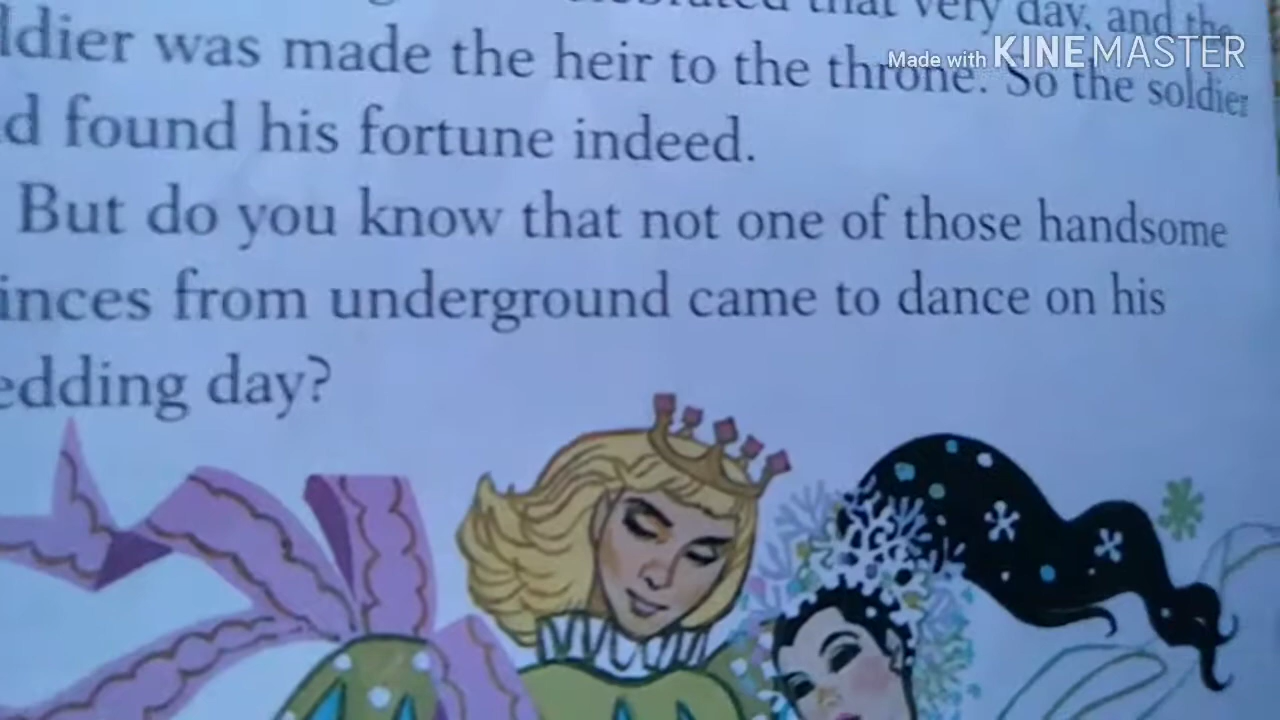 that very day, and the
ldier was made the heir to the throne. So the soldier
d found his fortune indeed.
But do you know that not one of those handsome
inces from underground came to dance on his
edding day?
Made with KINEMASTER